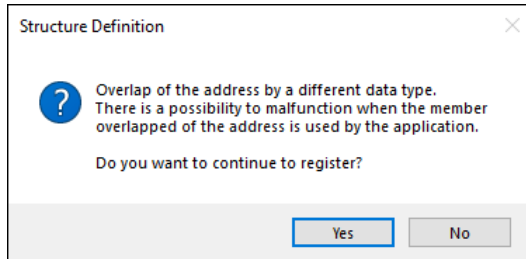 Structure Definition
Overlap of the address by a different data type.
There is a possibility to malfunction when the member
overlapped of the address is used by the application.
Do you want to continue to register?
Yes
No